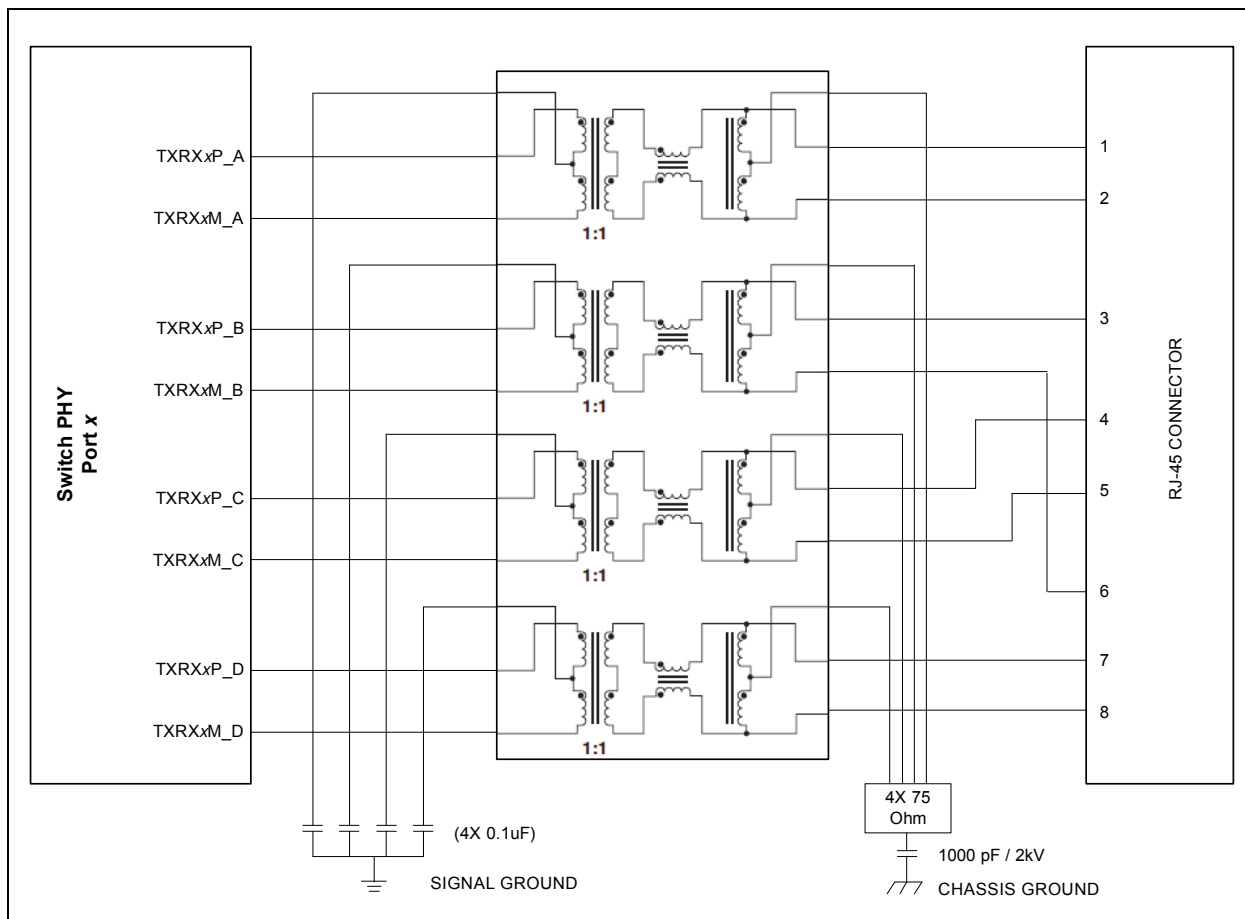 Switch PHY
Port x
TXRXxP_A
TXRXxM_A
TXRXxP_B
TXRXxM_B
TXRXxP_C
TXRXxM_C
TXRXxP_D
TXRXxM_D
1:1
1:1
1:1
1:1
1
2
3
4
5
6
7
8
RJ-45 CONNECTOR
(4X 0.1uF)
SIGNAL GROUND
4X 75
Ohm
1000 pF / 2kV
CHASSIS GROUND